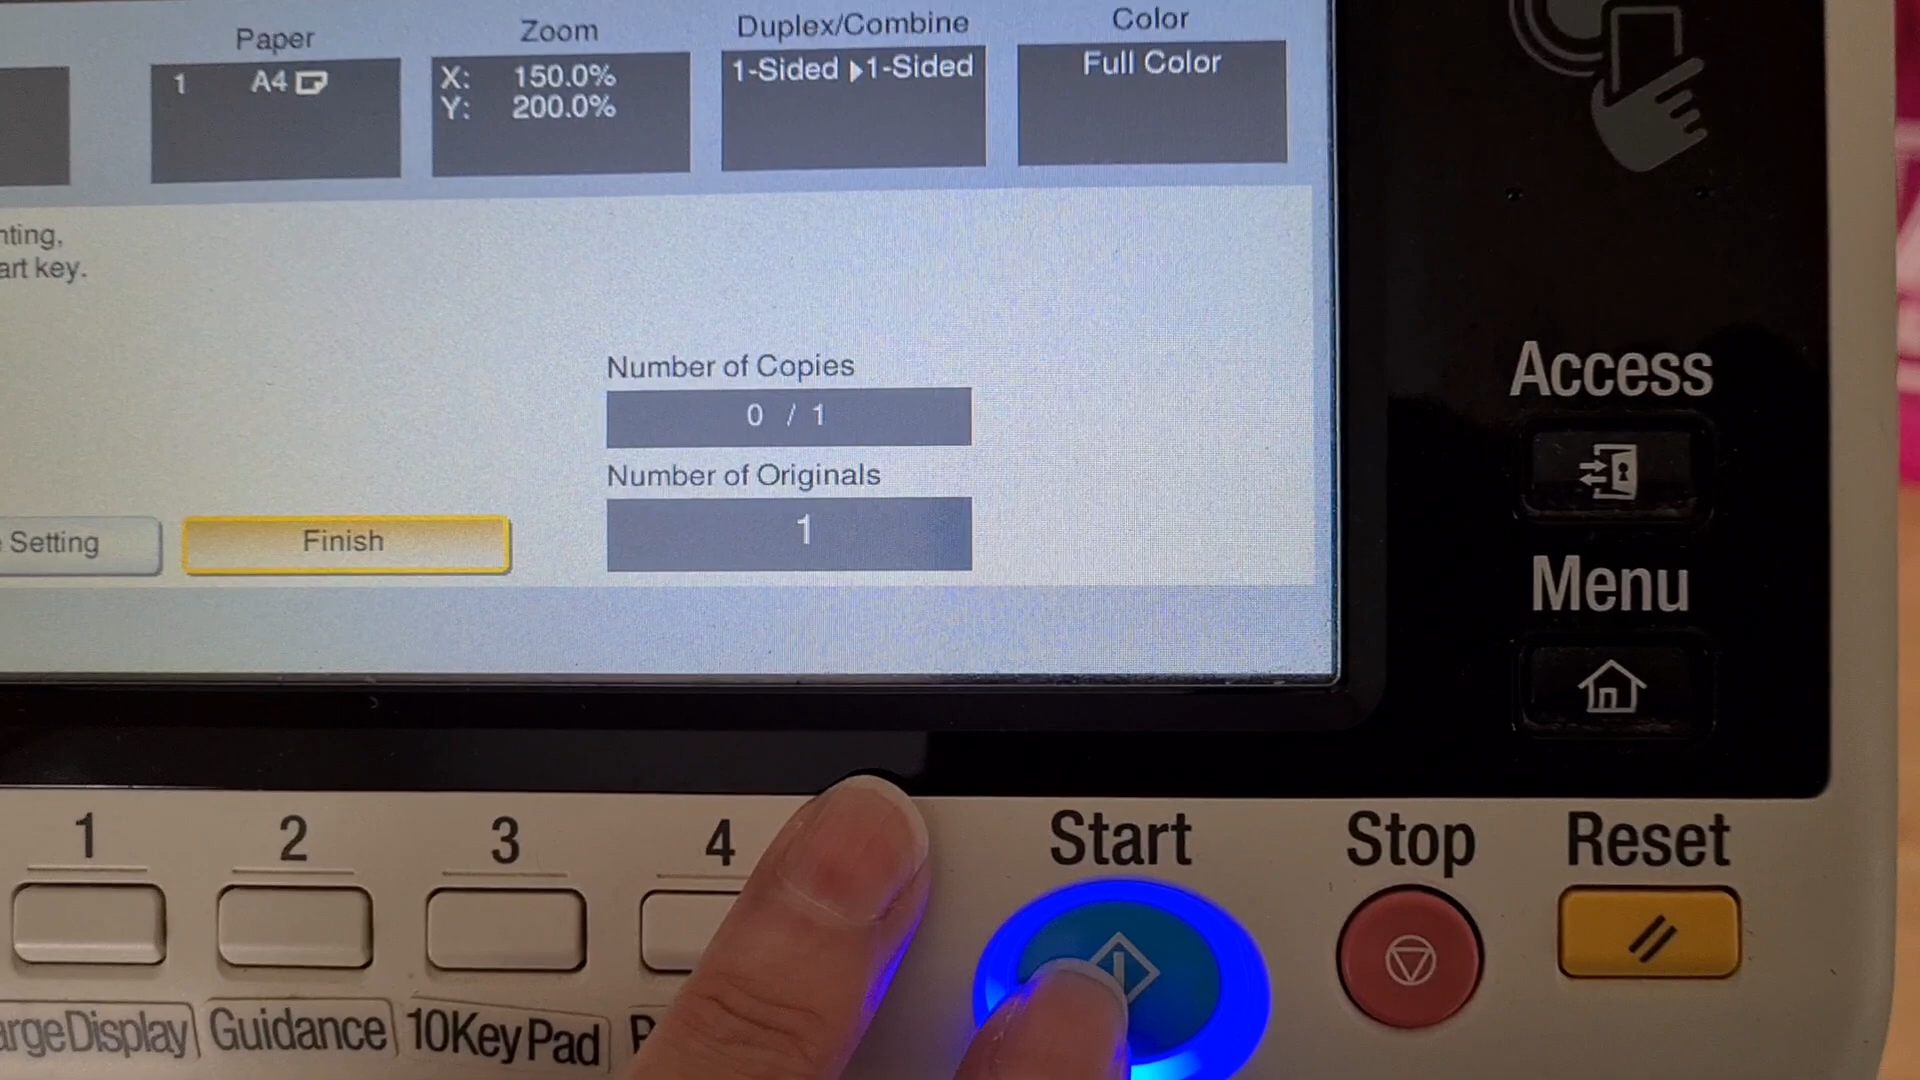 Paper
1 A4
Zoom
X: 150.0%
Y: 200.0%
Duplex/Combine
1-Sided ▶1-Sided
Color
Full Color
nting,
art key.
Number of Copies
0 / 1
Number of Originals
1
Setting
Finish
Access
Menu
1
2
3
4
Start
Stop
Reset
argeDisplay
Guidance
10KeyPad